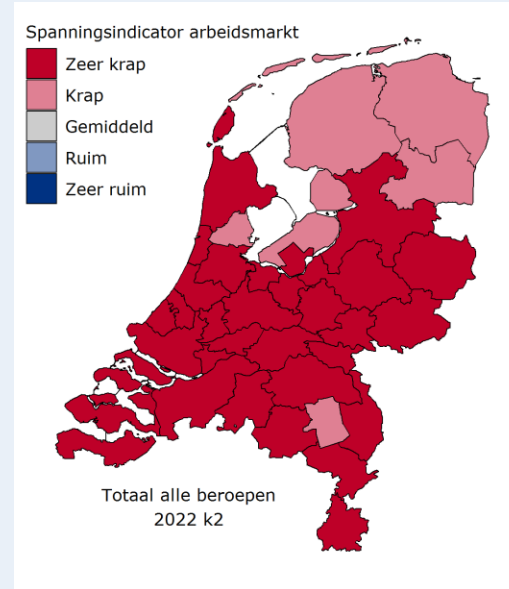 Spanningsindicator arbeidsmarkt
Zeer krap
Krap
Gemiddeld
Ruim
Zeer ruim
Totaal alle beroepen
2022 k2